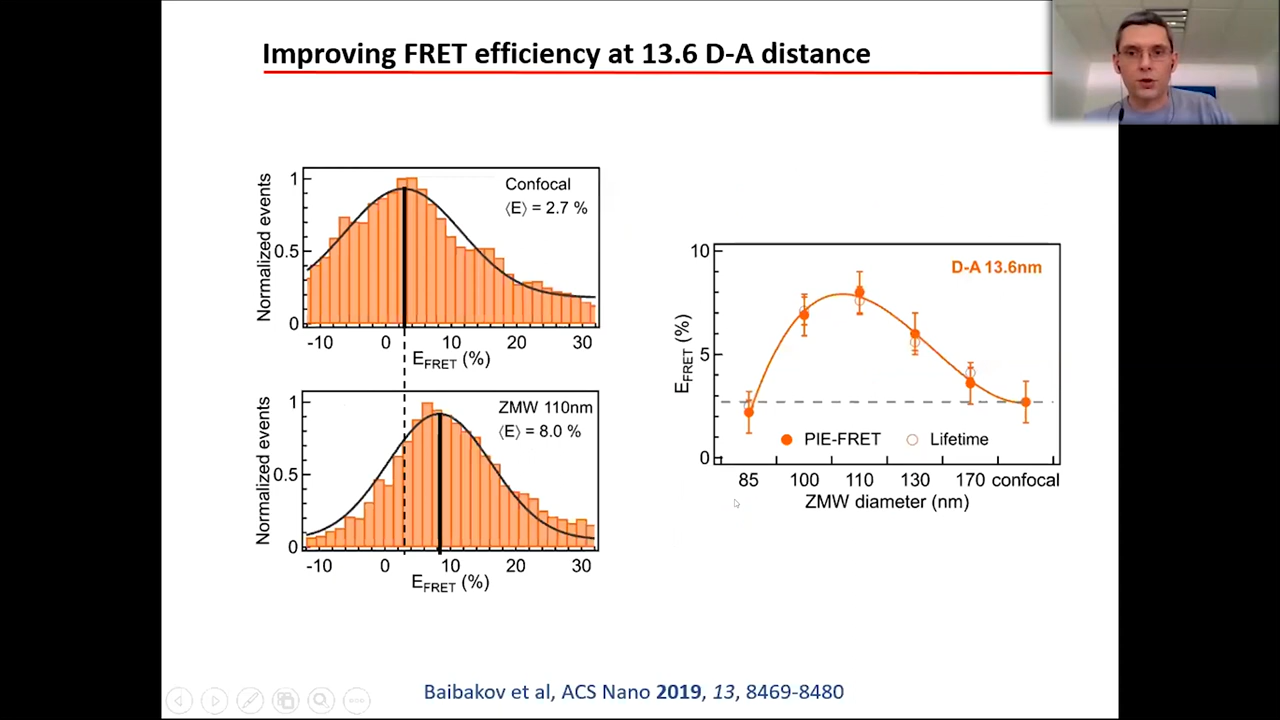 Improving FRET efficiency at 13.6 D-A distance
Normalized events
1
0.5
0
Confocal
⟨E⟩ = 2.7 %
-10 0 10 20 30
EFRET (%)
Normalized events
1
0.5
0
ZMW 110nm
⟨E⟩ = 8.0 %
-10 0 10 20 30
EFRET (%)
EFRET (%)
10
5
0
D-A 13.6nm
PIE-FRET Lifetime
85 100 110 130 170 confocal
ZMW diameter (nm)
Baibakov et al, ACS Nano 2019, 13, 8469-8480